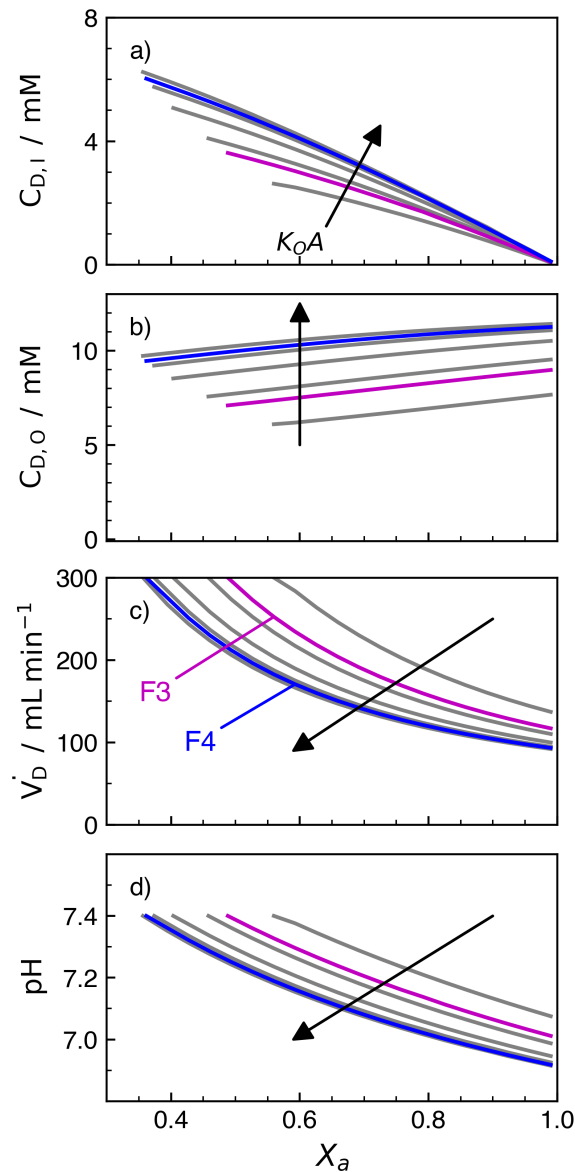 a)
8
4
0
C_D,I / mM
K_OA
b)
10
5
0
C_D,O / mM
c)
300
200
100
0
V̇_D / mL min⁻¹
F3
F4
d)
7.4
7.2
7.0
pH
0.4 0.6 0.8 1.0
X_a